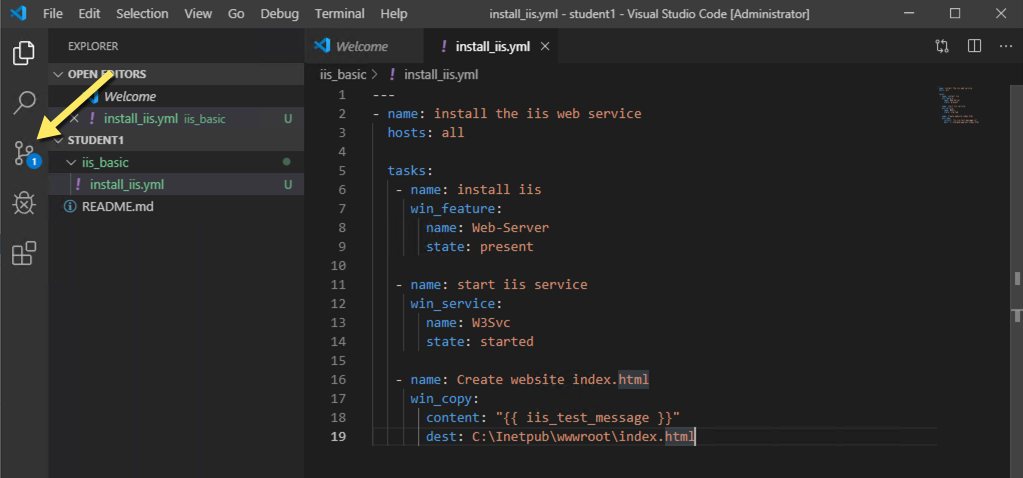 File Edit Selection View Go Debug Terminal Help install_iis.yml - student1 - Visual Studio Code [Administrator]
EXPLORER
OPEN EDITORS
Welcome
install_iis.yml iis_basic U
STUDENT1
iis_basic
install_iis.yml U
README.md
1
Welcome install_iis.yml
iis_basic > install_iis.yml
1 ---
2 - name: install the iis web service
3 hosts: all
4
5 tasks:
6 - name: install iis
7 win_feature:
8 name: Web-Server
9 state: present
10
11 - name: start iis service
12 win_service:
13 name: W3Svc
14 state: started
15
16 - name: Create website index.html
17 win_copy:
18 content: "{{ iis_test_message }}"
19 dest: C:\Inetpub\wwwroot\index.html